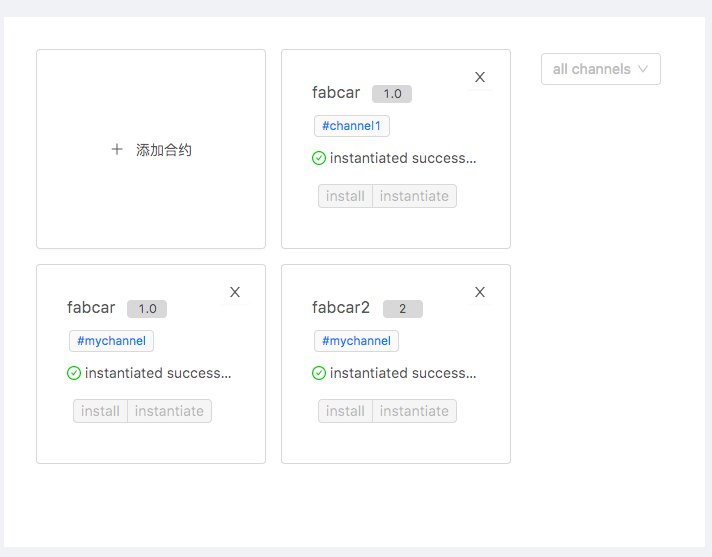 添加合约
fabcar 1.0
X
#channel1
instantiated success...
install instantiate
all channels
fabcar 1.0
X
#mychannel
instantiated success...
install instantiate
fabcar2 2
X
#mychannel
instantiated success...
install instantiate